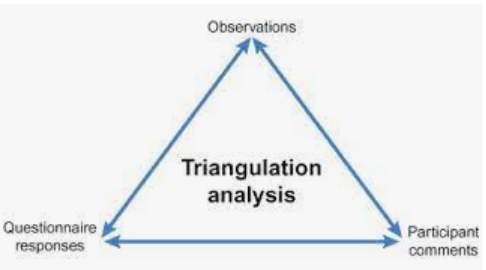 Observations
Triangulation
analysis
Questionnaire
responses
Participant
comments